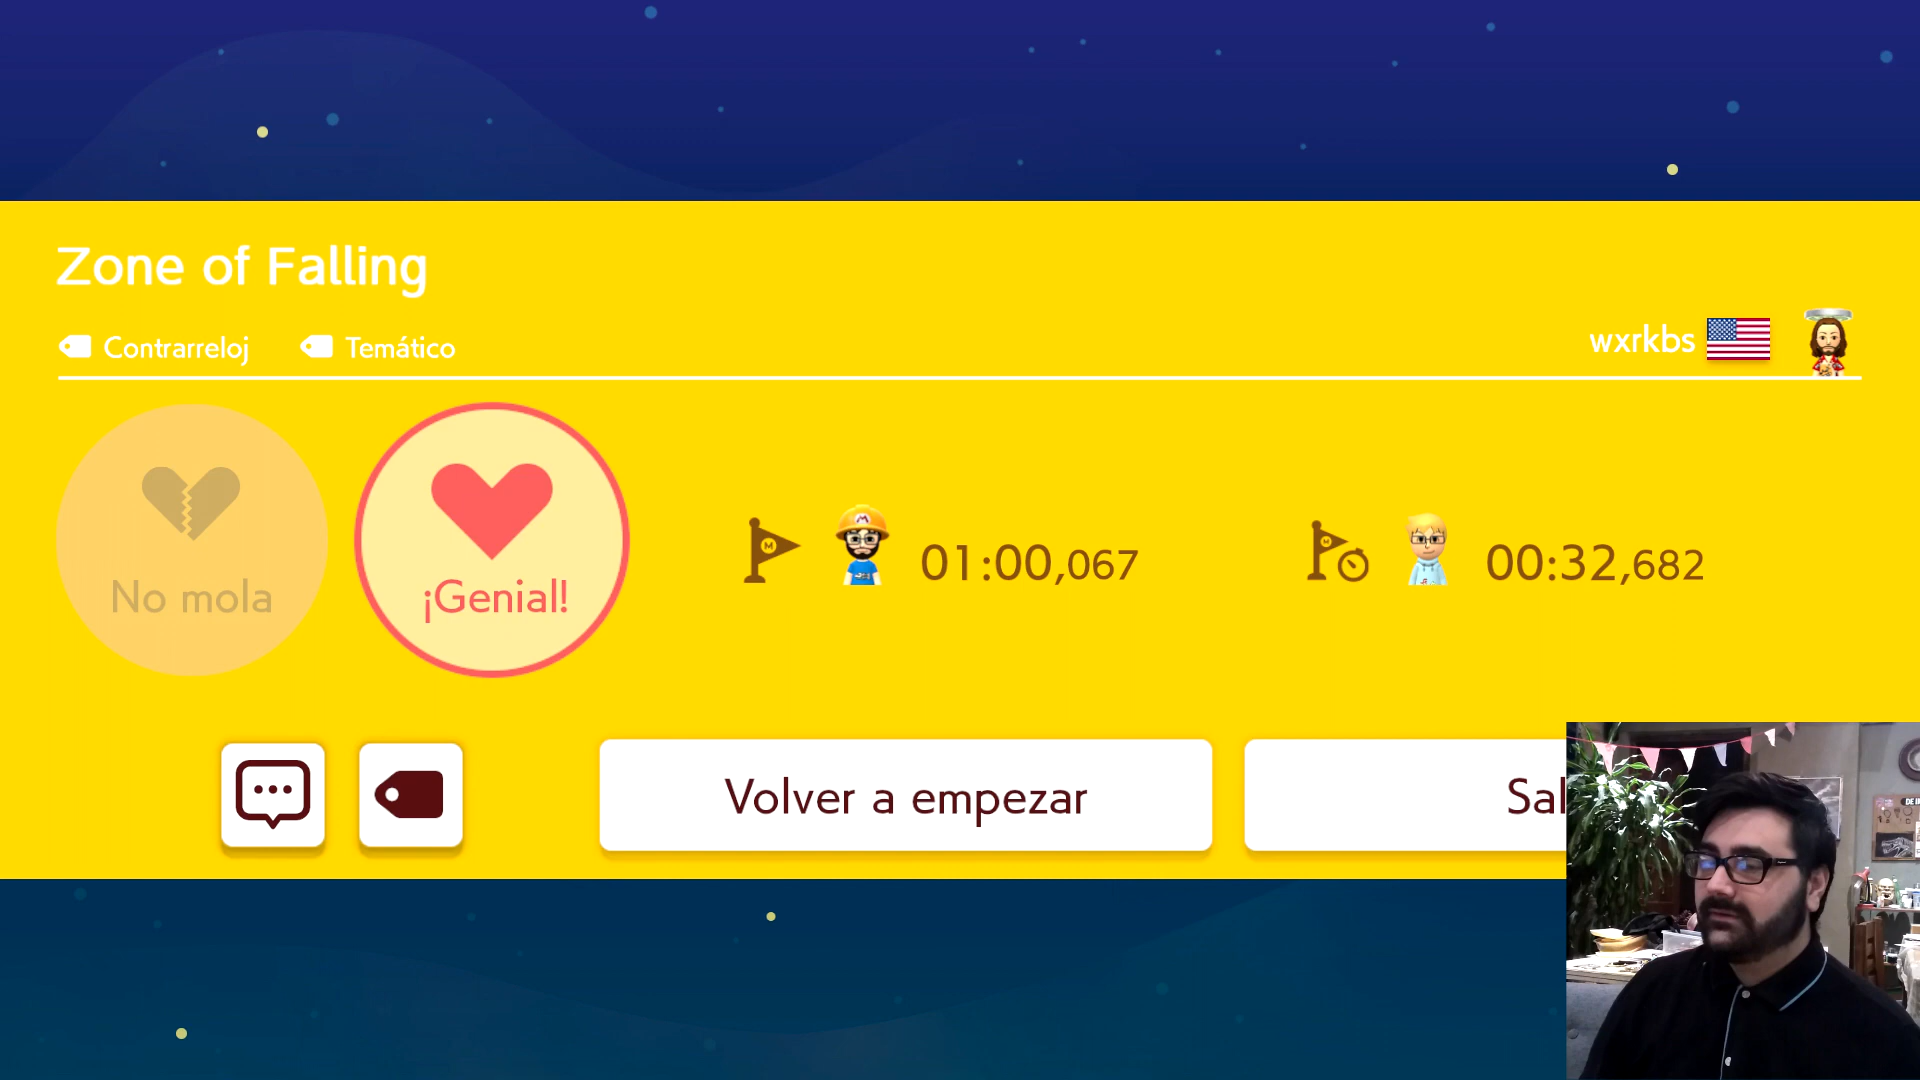 Zone of Falling
Contrarreloj Temático
wxrkbs
No mola
¡Genial!
01:00,067
00:32,682
Volver a empezar
Sal